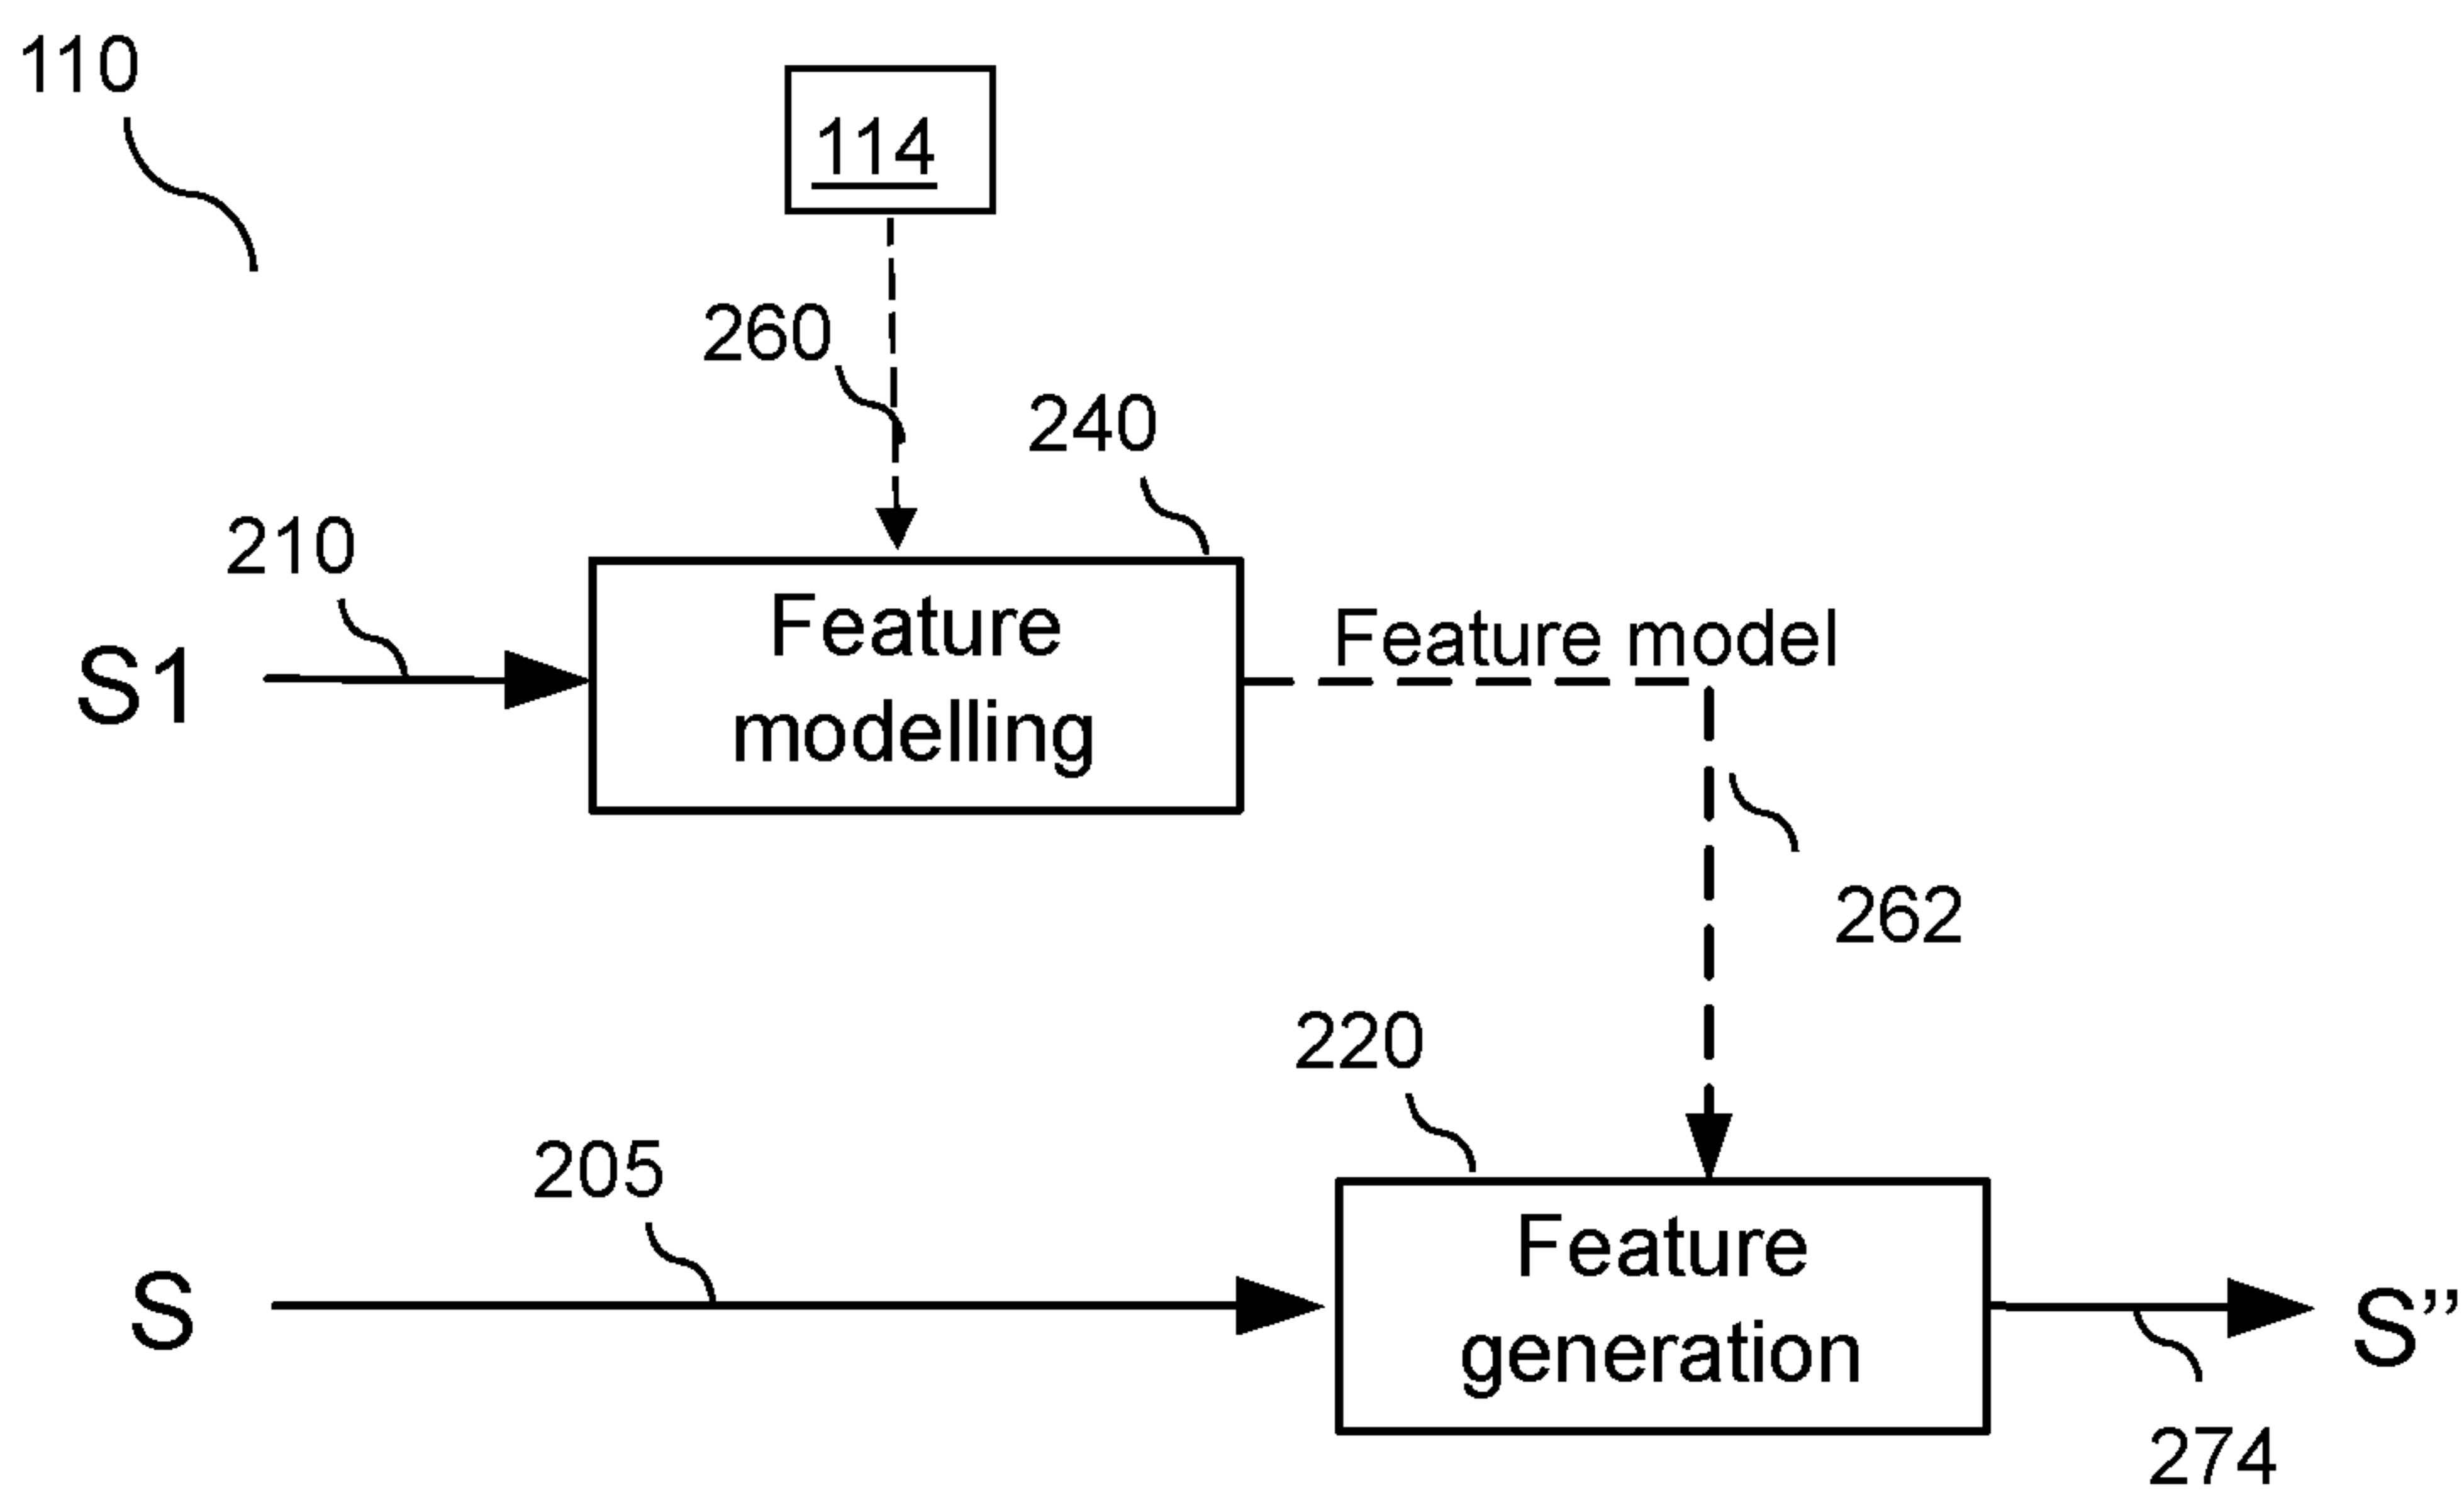 110
114
260
240
210
S1
Feature
modelling
Feature model
262
220
205
S
Feature
generation
S”
274